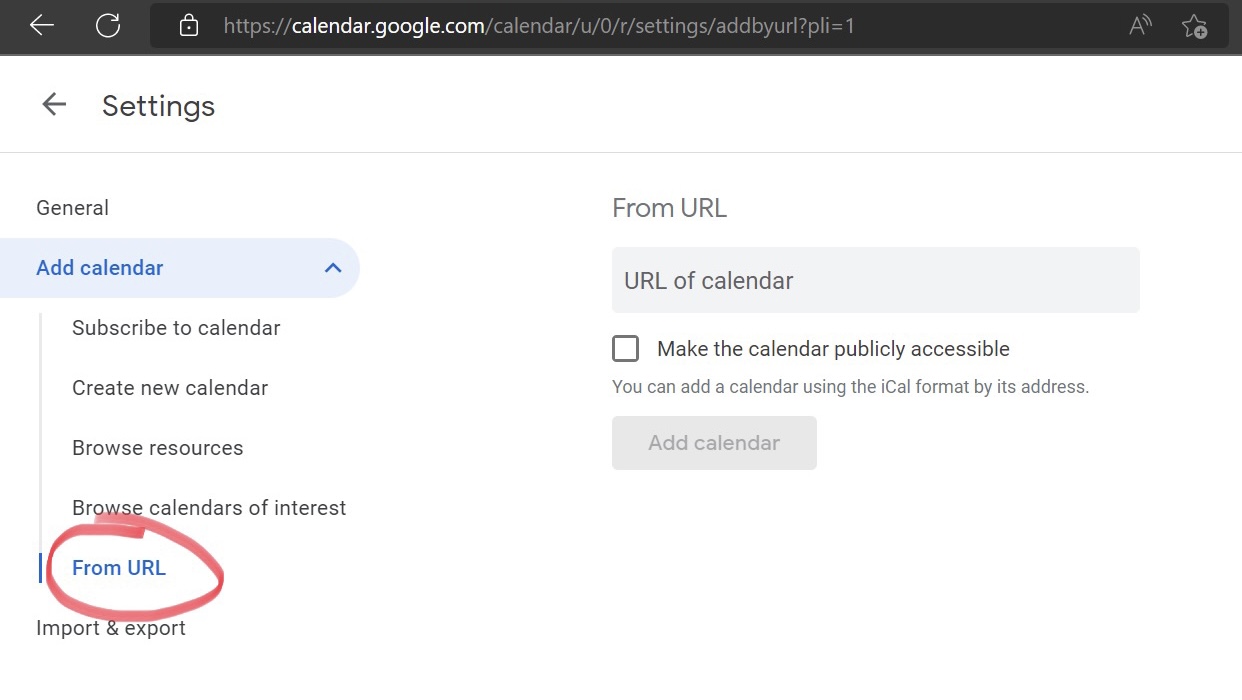 https://calendar.google.com/calendar/u/0/r/settings/addbyurl?pli=1
Settings
General
Add calendar
Subscribe to calendar
Create new calendar
Browse resources
Browse calendars of interest
From URL
Import & export
From URL
URL of calendar
Make the calendar publicly accessible
You can add a calendar using the iCal format by its address.
Add calendar